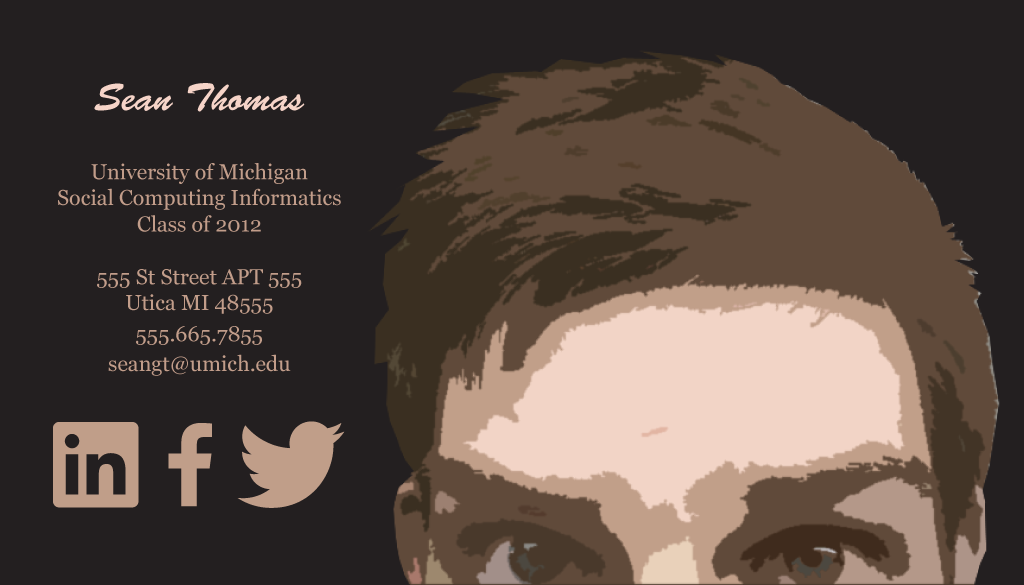 Sean Thomas
University of Michigan
Social Computing Informatics
Class of 2012
555 St Street APT 555
Utica MI 48555
555.665.7855
seangt@umich.edu
in
f